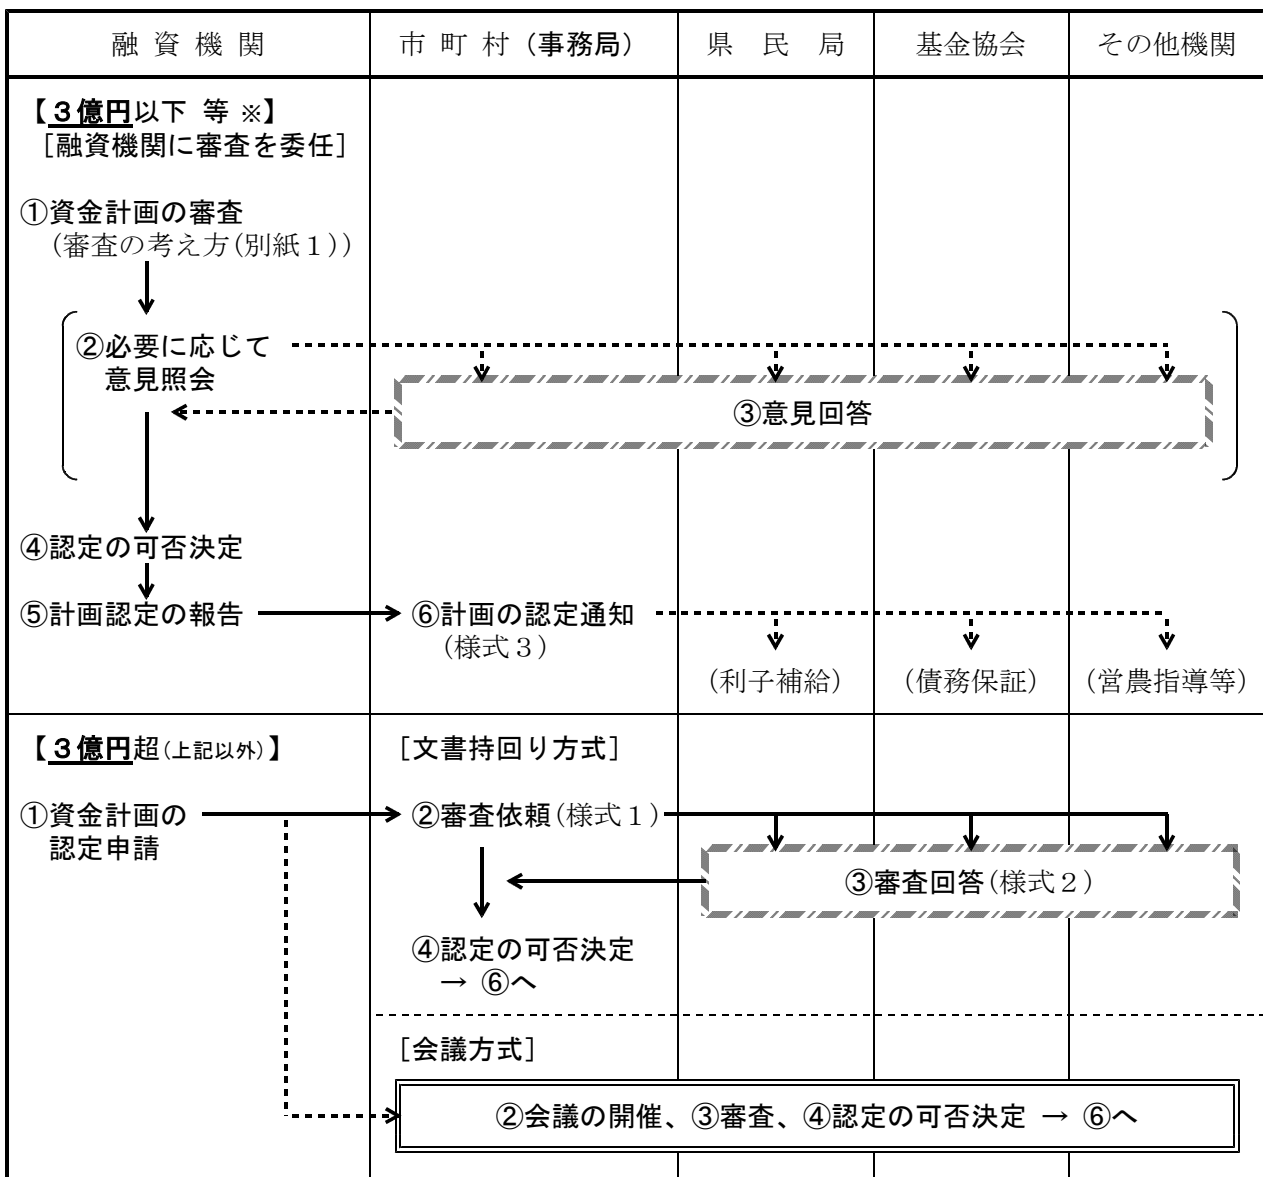 融 資 機 関
市 町 村 (事務局)
県 民 局
基金協会
その他機関
【３億円以下 等 ※】
［融資機関に審査を委任］
①資金計画の審査
(審査の考え方(別紙１))
②必要に応じて
意見照会
③意見回答
④認定の可否決定
⑤計画認定の報告
⑥計画の認定通知
(様式３)
(利子補給)
(債務保証)
(営農指導等)
【３億円超(上記以外)】
［文書持回り方式］
①資金計画の
認定申請
②審査依頼(様式１)
③審査回答(様式２)
④認定の可否決定
→ ⑥へ
［会議方式］
②会議の開催、③審査、④認定の可否決定 → ⑥へ